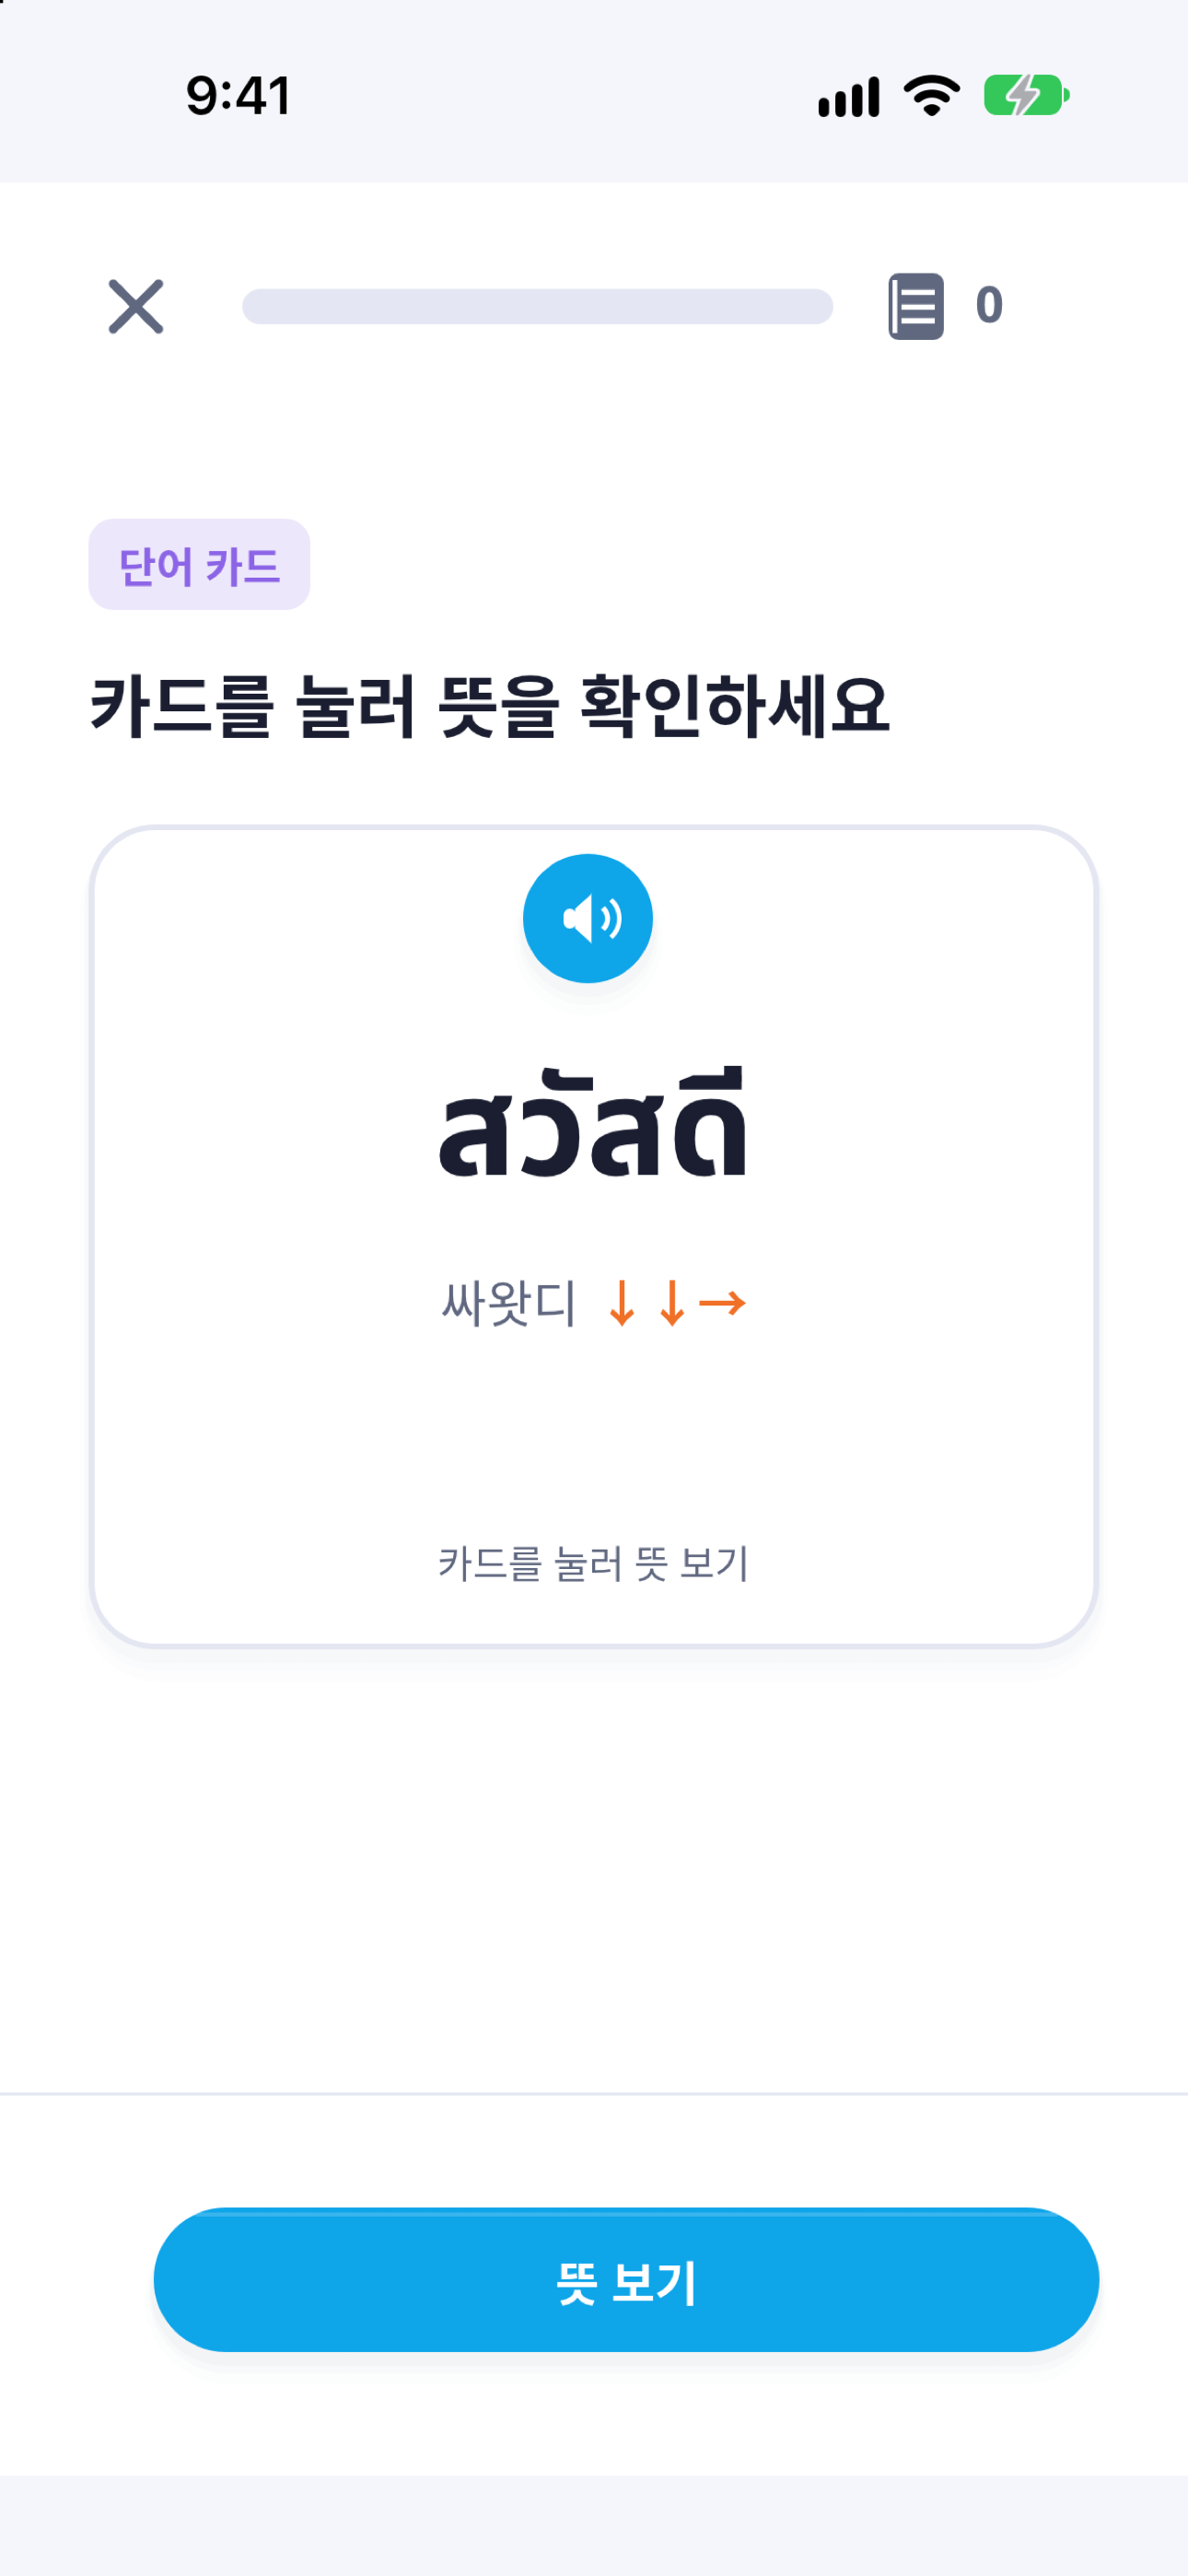 9:41
0
단어 카드
카드를 눌러 뜻을 확인하세요
สวัสดี
싸왓디 ↓↓→
카드를 눌러 뜻 보기
뜻 보기